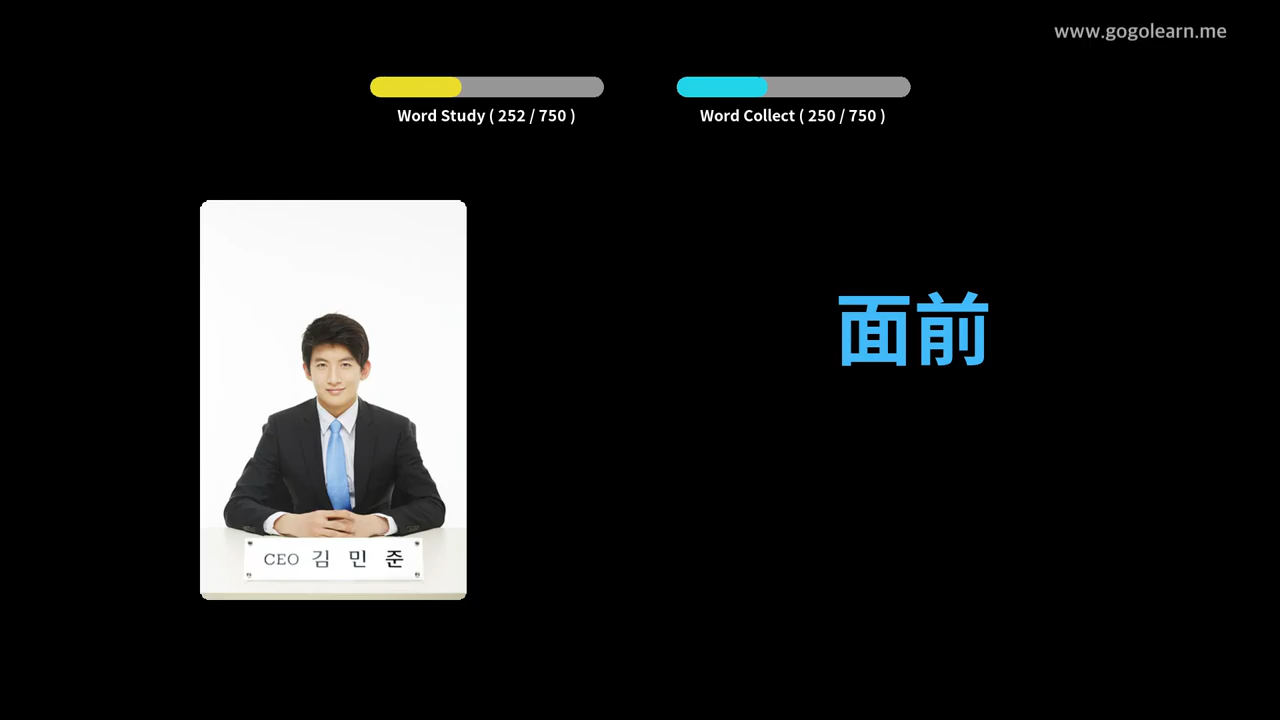 www.gogolearn.me
Word Study ( 252 / 750 )
Word Collect ( 250 / 750 )
面前
CEO 김 민 준